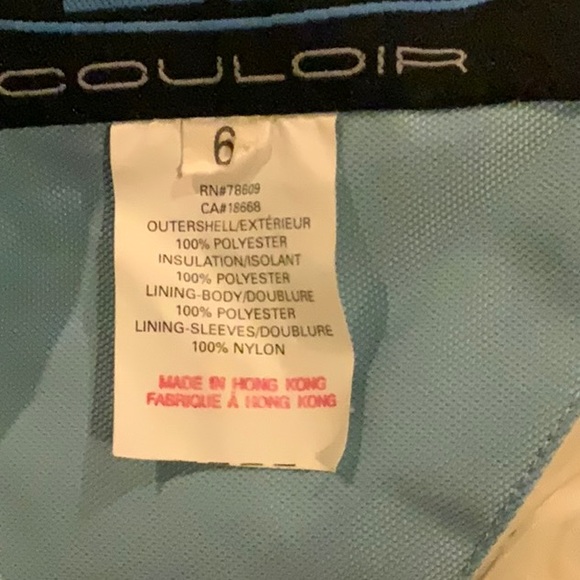 COULOIR
6
RN#78609
CA#18668
OUTERSHELL/EXTÉRIEUR
100% POLYESTER
INSULATION/ISOLANT
100% POLYESTER
LINING-BODY/DOUBLURE
100% POLYESTER
LINING-SLEEVES/DOUBLURE
100% NYLON
MADE IN HONG KONG
FABRIQUE Á HONG KONG